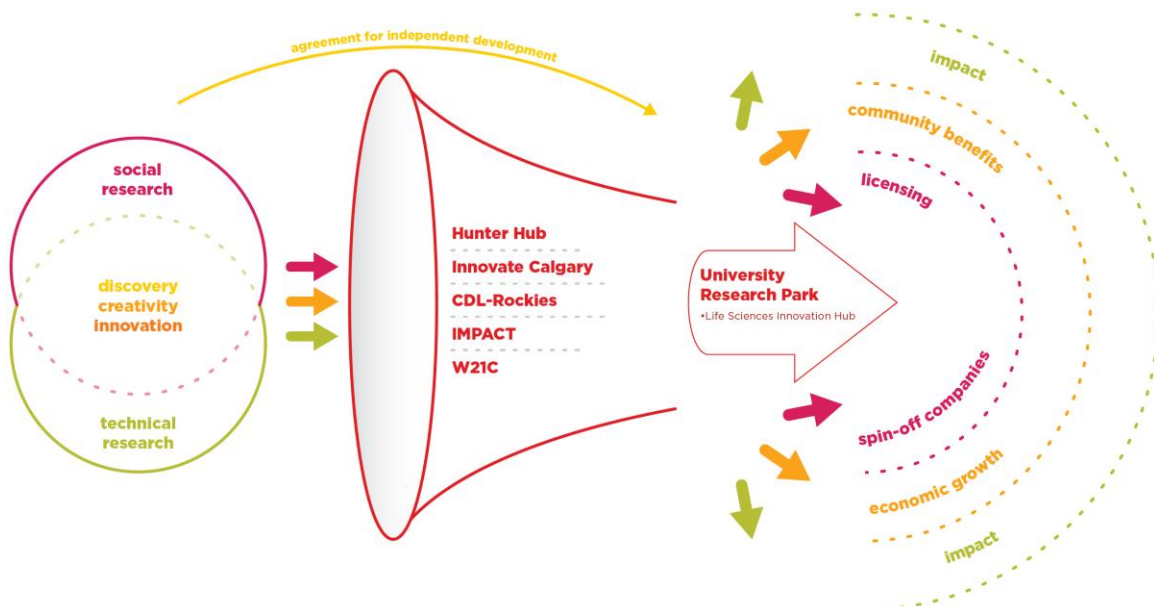 agreement for independent development
social
research
discovery
creativity
innovation
technical
research
Hunter Hub
Innovate Calgary
CDL-Rockies
IMPACT
W21C
University
Research Park
•Life Sciences Innovation Hub
impact
community benefits
licensing
spin-off companies
economic growth
impact